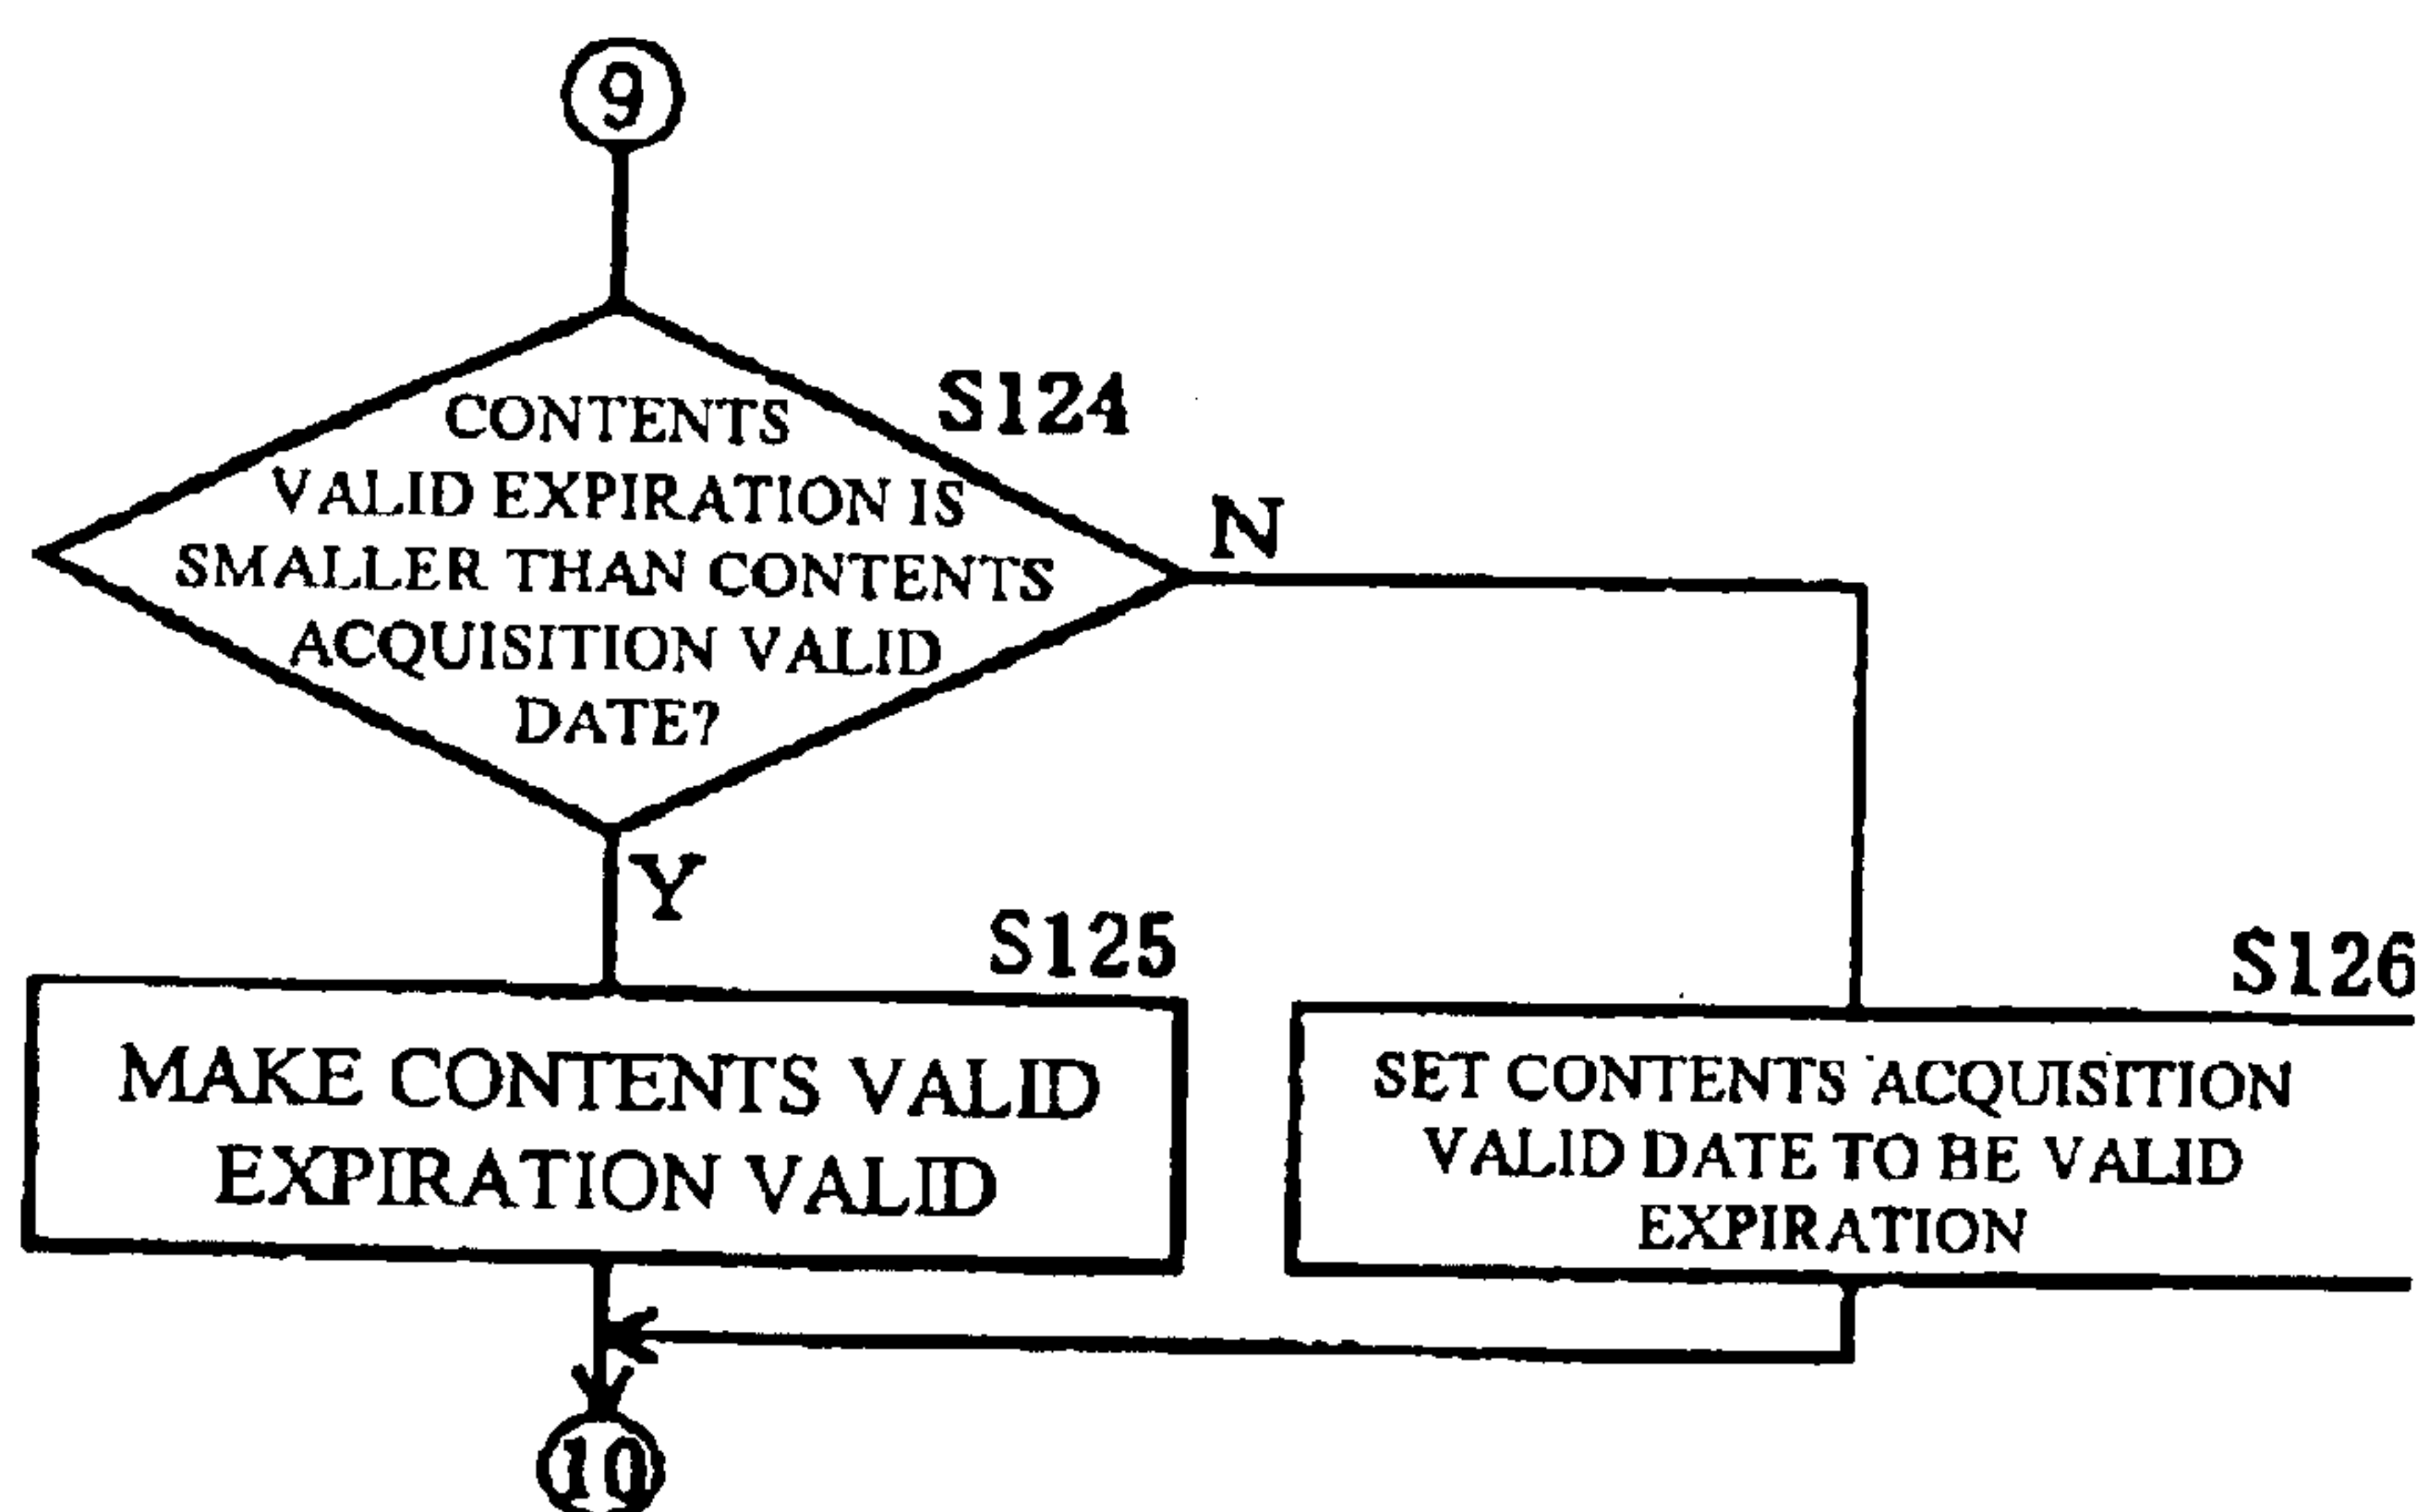 9
S124
CONTENTS
VALID EXPIRATION IS
SMALLER THAN CONTENTS
ACQUISITION VALID
DATE?
N
Y
S125
MAKE CONTENTS VALID
EXPIRATION VALID
S126
SET CONTENTS ACQUISITION
VALID DATE TO BE VALID
EXPIRATION
10